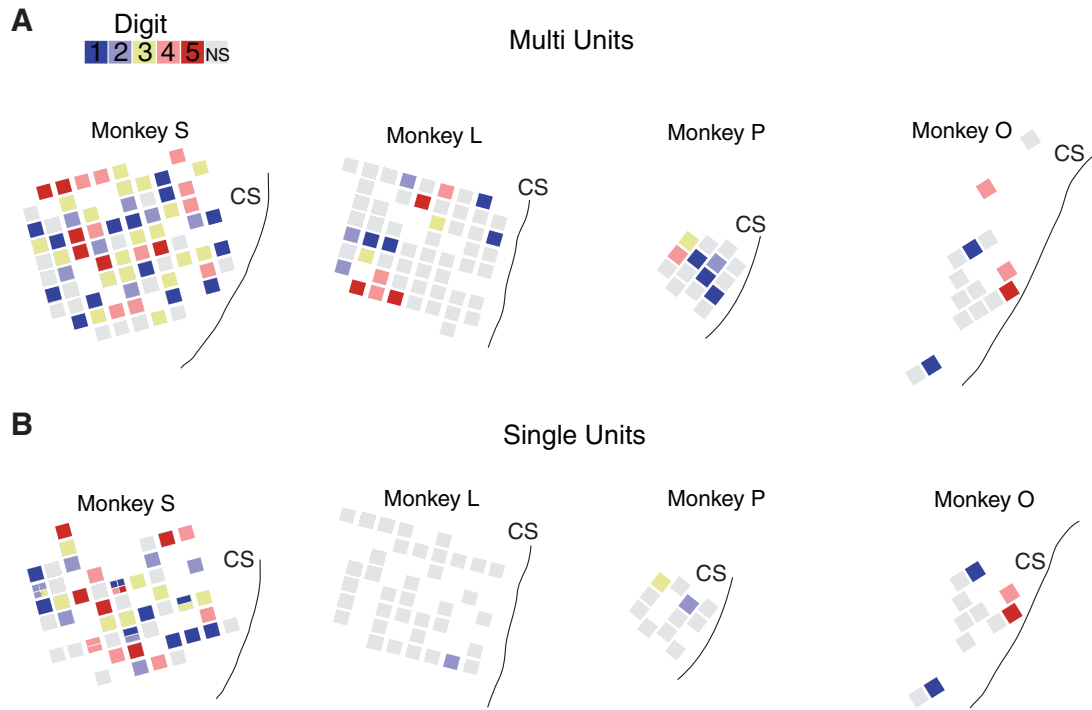 A
Digit
1 2 3 4 5 NS
Multi Units
Monkey S
Monkey L
Monkey P
Monkey O
CS
CS
CS
CS
B
Single Units
Monkey S
Monkey L
Monkey P
Monkey O
CS
CS
CS
CS